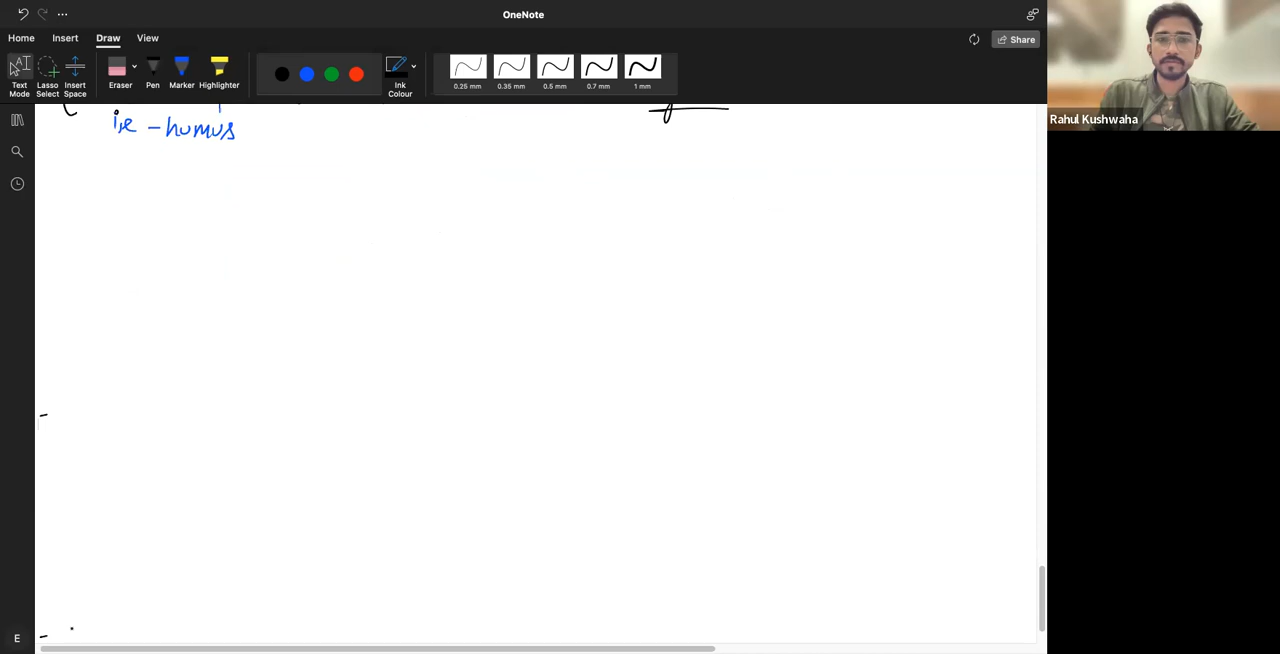 OneNote
Home Insert Draw View
Share
Text Mode
Lasso Select
Insert Space
Eraser
Pen
Marker
Highlighter
Ink Colour
0.25 mm
0.35 mm
0.5 mm
0.7 mm
1 mm
Rahul Kushwaha
i,e - humus
E